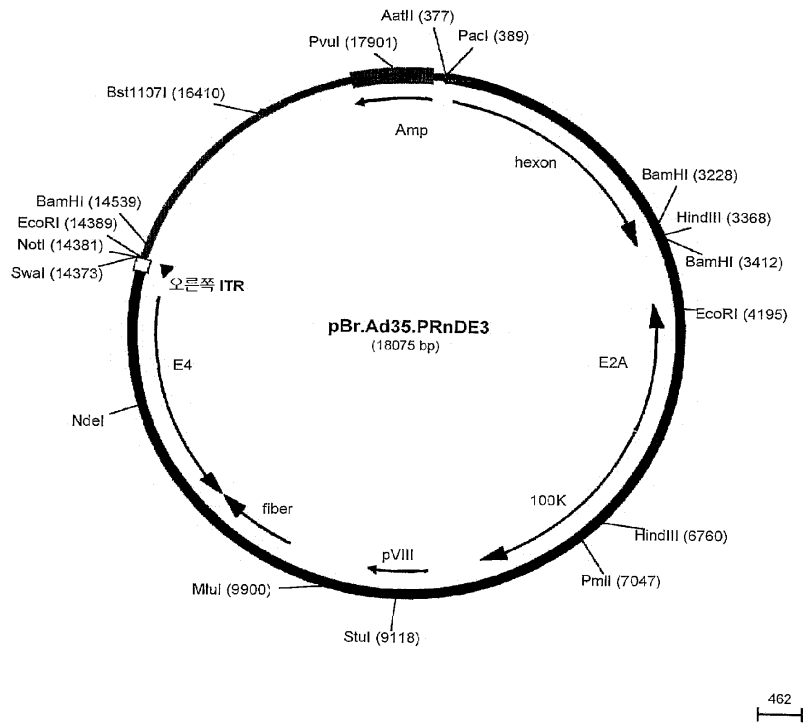 AatII (377)
PvuI (17901)
PacI (389)
Bst1107I (16410)
Amp
hexon
BamHI (3228)
BamHI (14539)
HindIII (3368)
EcoRI (14389)
NotI (14381)
BamHI (3412)
SwaI (14373)
오른쪽 ITR
EcoRI (4195)
pBr.Ad35.PRnDE3
(18075 bp)
E4
E2A
NdeI
100K
fiber
HindIII (6760)
pVIII
PmlI (7047)
MluI (9900)
StuI (9118)
462